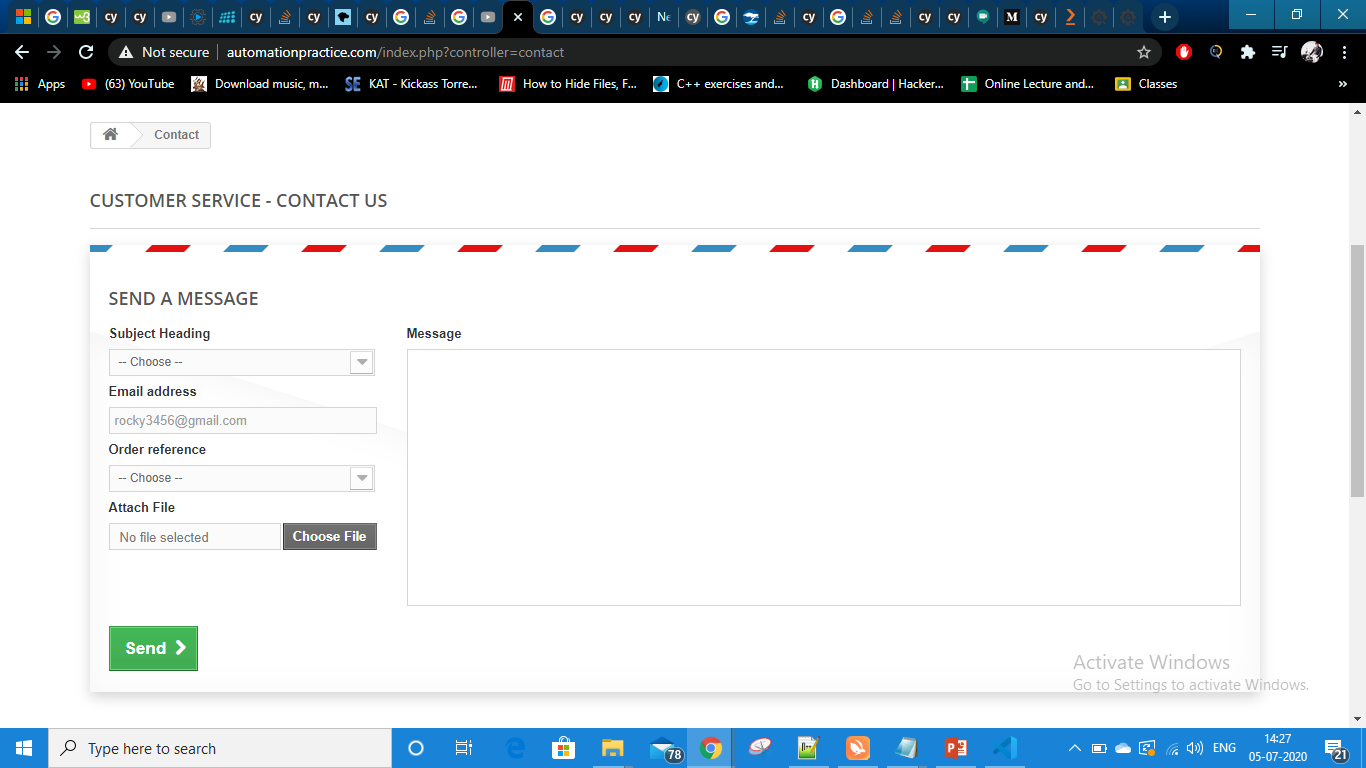 cy cy cy cy cy cy cy cy Ne cy cy cy cy M cy
Not secure automationpractice.com/index.php?controller=contact
Apps (63) YouTube Download music, m... SE KAT - Kickass Torre... How to Hide Files, F... C++ exercises and... Dashboard | Hacker... Online Lecture and... Classes »
Contact
CUSTOMER SERVICE - CONTACT US
SEND A MESSAGE
Subject Heading Message
-- Choose --
Email address
rocky3456@gmail.com
Order reference
-- Choose --
Attach File
No file selected Choose File
Send
Activate Windows
Go to Settings to activate Windows.
Type here to search 78 ENG 14:27
05-07-2020 21